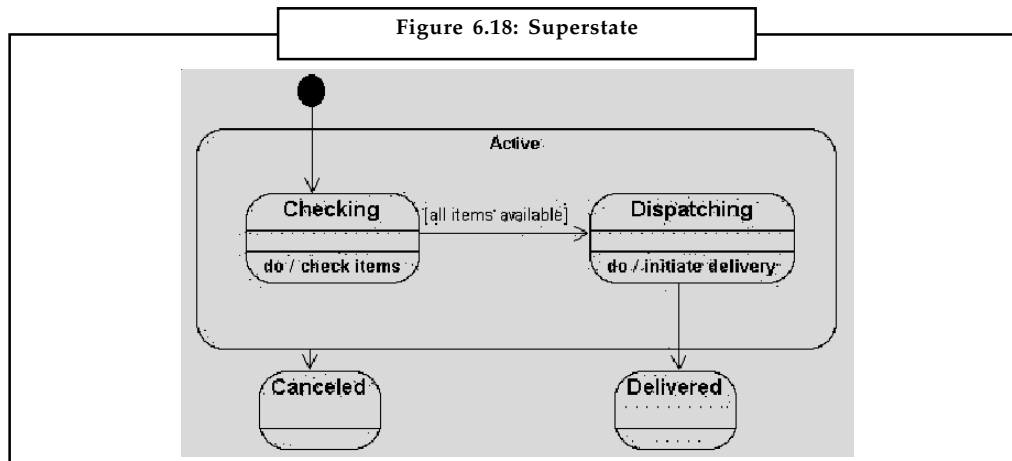 Figure 6.18: Superstate
Active
Checking
[all items available]
Dispatching
do / check items
do / initiate delivery
Canceled
Delivered